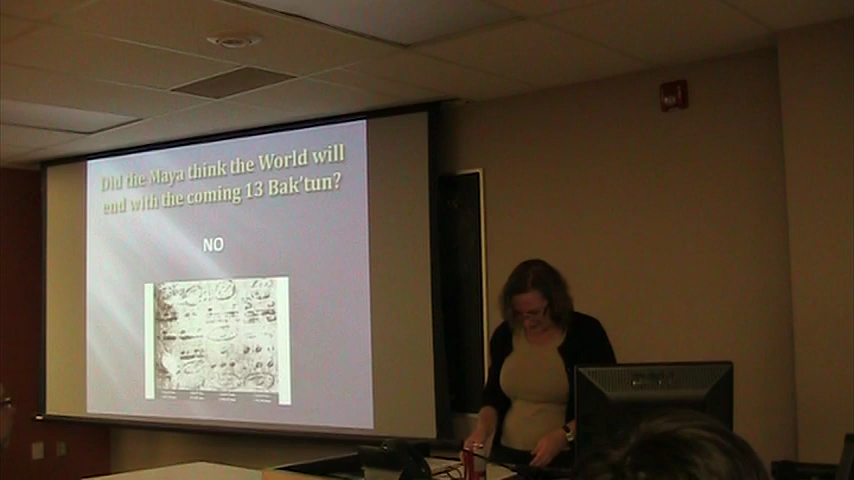 Did the Maya think the World will
end with the coming 13 Bak'tun?
NO